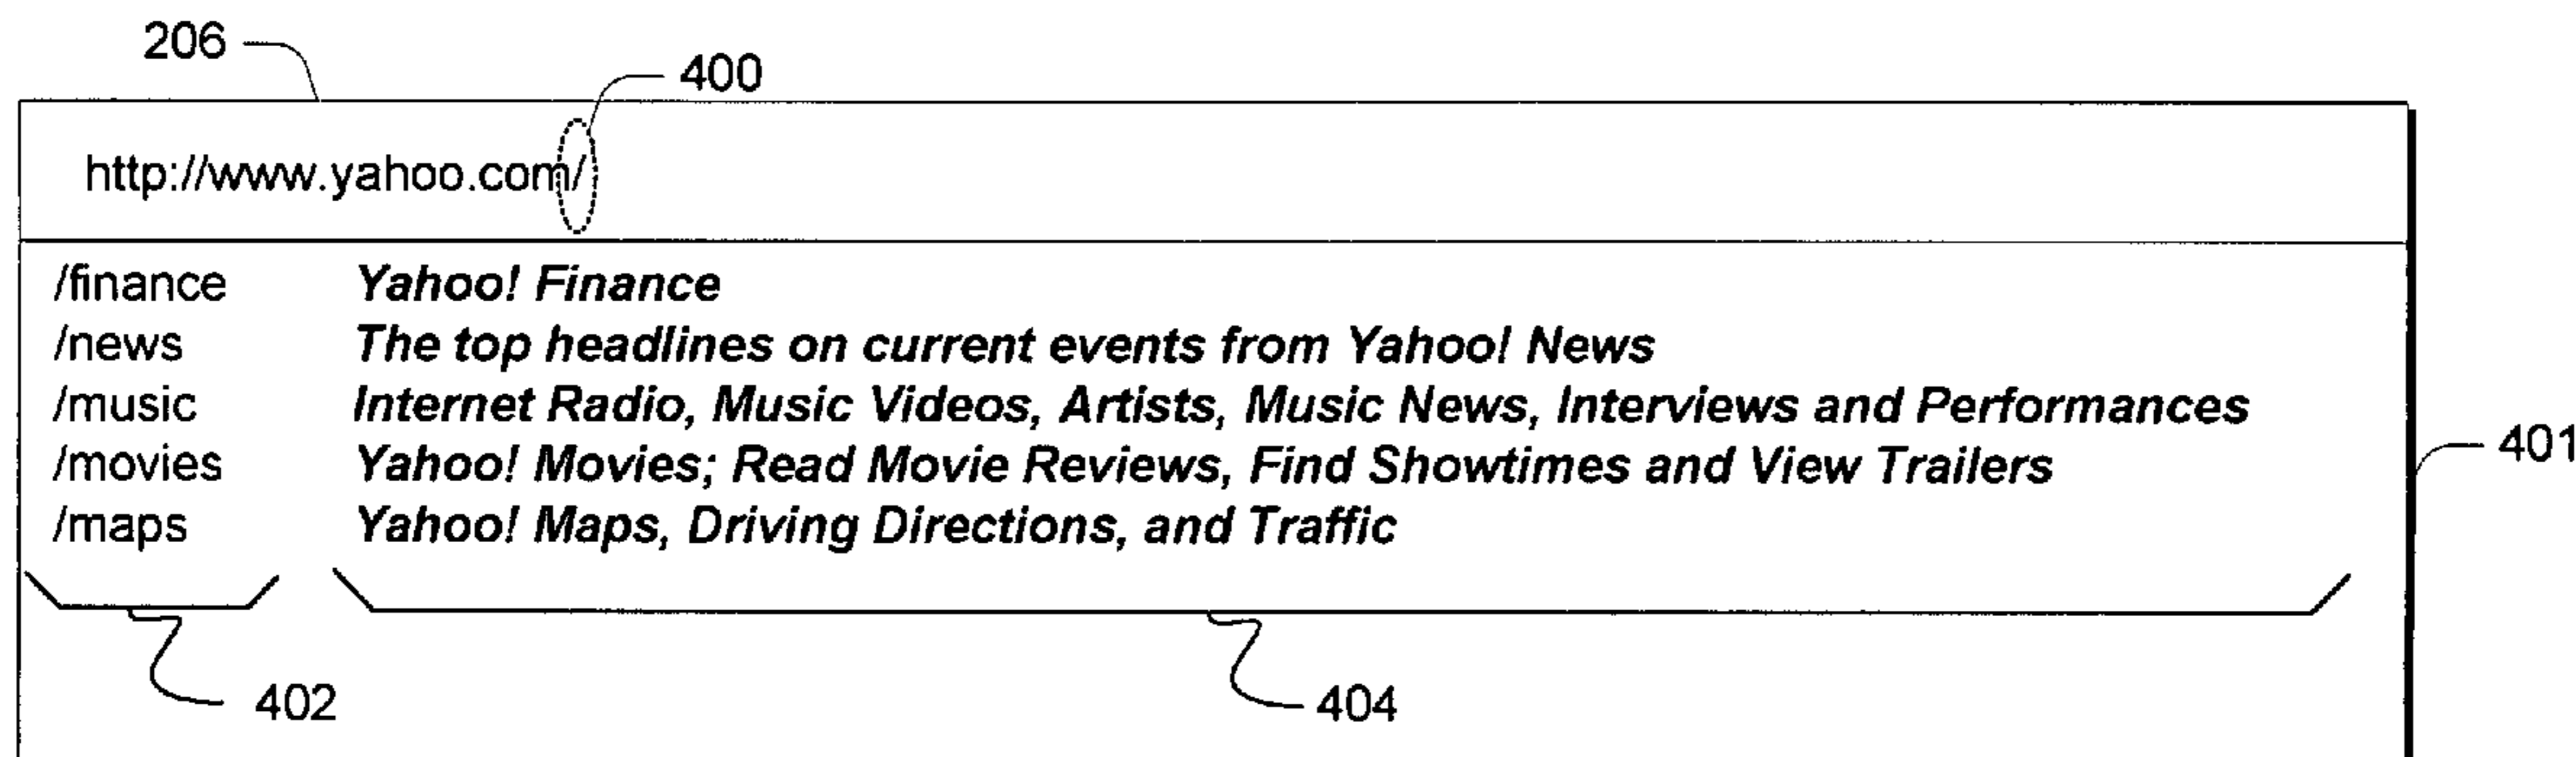 206
400
http://www.yahoo.com/
/finance Yahoo! Finance
/news The top headlines on current events from Yahoo! News
/music Internet Radio, Music Videos, Artists, Music News, Interviews and Performances
/movies Yahoo! Movies; Read Movie Reviews, Find Showtimes and View Trailers
401
/maps Yahoo! Maps, Driving Directions, and Traffic
402
404